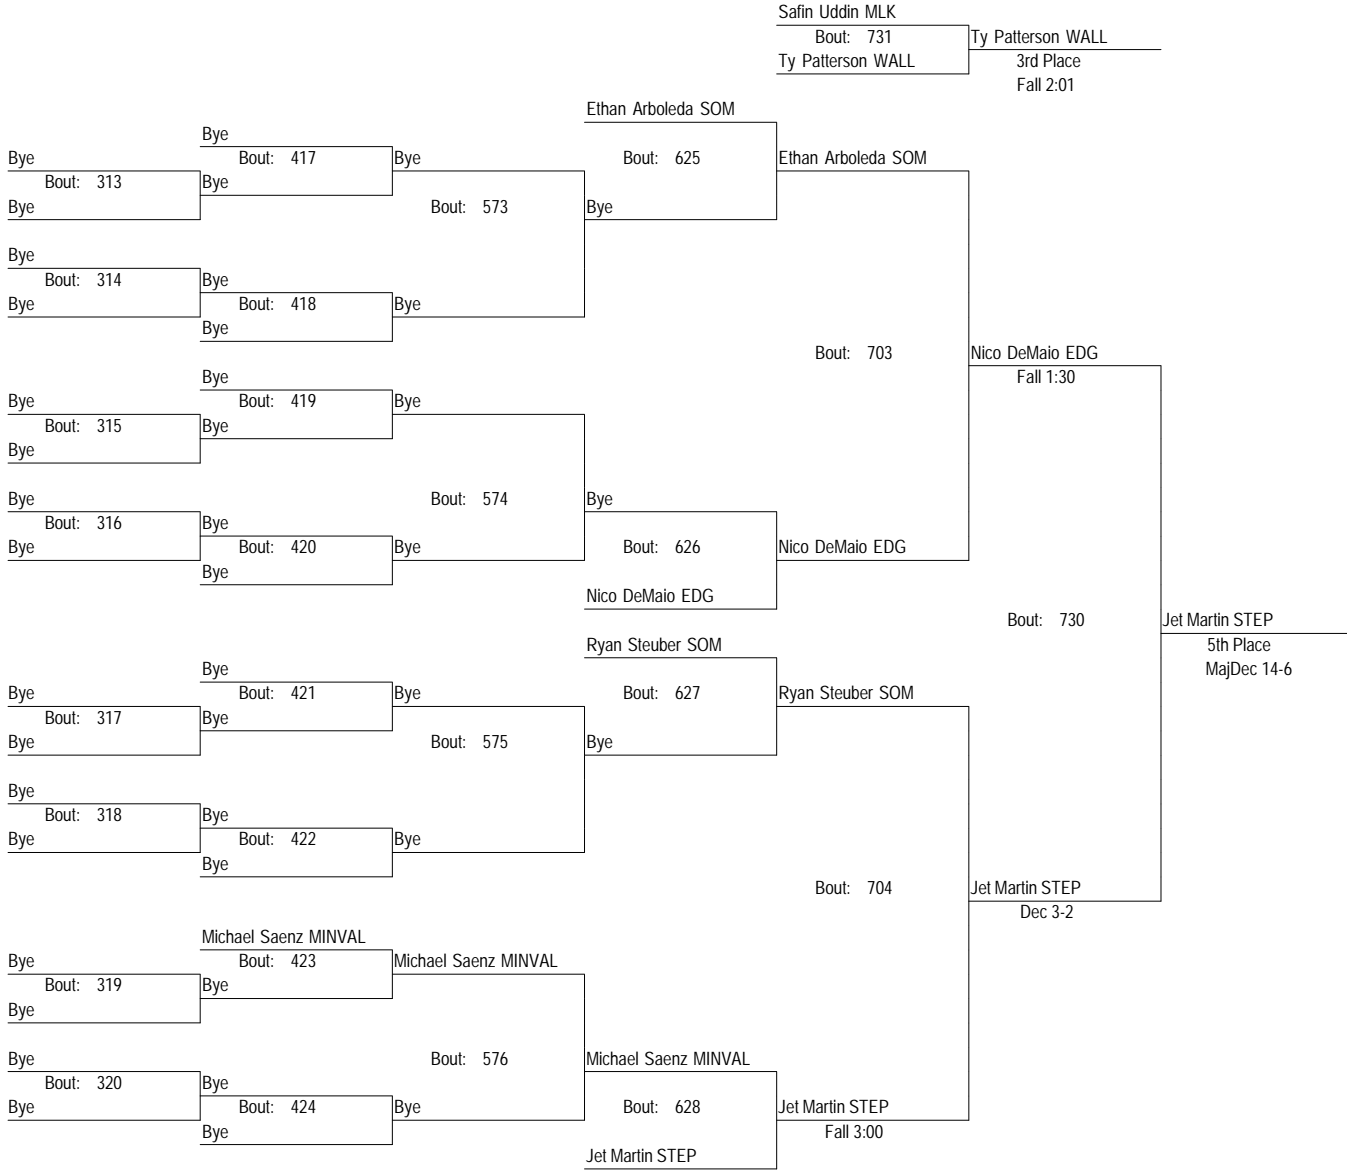 Safin Uddin MLK
Bout: 731
Ty Patterson WALL
Ty Patterson WALL
3rd Place
Fall 2:01
Ethan Arboleda SOM
Bye
Bye
Bout: 417
Bye
Bout: 625
Ethan Arboleda SOM
Bout: 313
Bye
Bye
Bout: 573
Bye
Bye
Bout: 314
Bye
Bye
Bout: 418
Bye
Bye
Bout: 703
Nico DeMaio EDG
Fall 1:30
Bye
Bye
Bout: 419
Bye
Bout: 315
Bye
Bye
Bye
Bout: 574
Bye
Bout: 316
Bye
Bye
Bout: 420
Bye
Bout: 626
Nico DeMaio EDG
Bye
Nico DeMaio EDG
Bout: 730
Jet Martin STEP
5th Place
MajDec 14-6
Ryan Steuber SOM
Bye
Bye
Bout: 421
Bye
Bout: 627
Ryan Steuber SOM
Bout: 317
Bye
Bye
Bout: 575
Bye
Bye
Bout: 318
Bye
Bye
Bout: 422
Bye
Bye
Bout: 704
Jet Martin STEP
Dec 3-2
Michael Saenz MINVAL
Bye
Bout: 423
Michael Saenz MINVAL
Bout: 319
Bye
Bye
Bye
Bout: 576
Michael Saenz MINVAL
Bout: 320
Bye
Bye
Bout: 424
Bye
Bout: 628
Jet Martin STEP
Bye
Fall 3:00
Jet Martin STEP